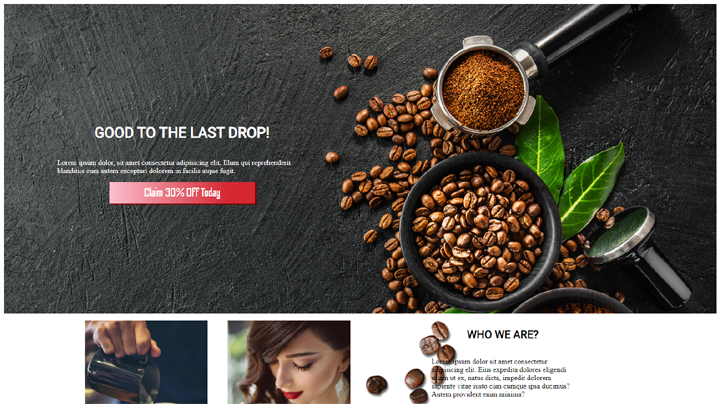 GOOD TO THE LAST DROP!
Lorem ipsum dolor, sit amet consectetur adipisicing elit. Illum qui reprehenderit
blanditiis cum autem excepturi dolorem in facilis atque fugit.
Claim 30% Off Today
WHO WE ARE?
Lorem ipsum dolor sit amet consectetur
adipisicing elit. Eius expedita dolores eligendi
ullam ut ex, natus dicta, impedit dolorem
sapiente vitae iusto cum cumque ipsa ducimus?
Autem provident enim minima?